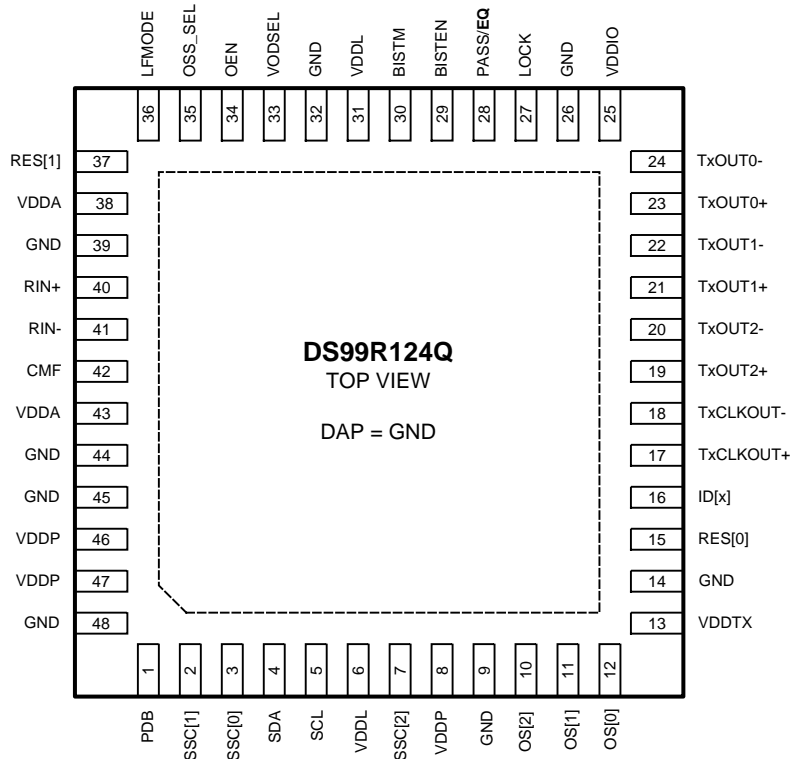 LFMODE
OSS_SEL
OEN
VODSEL
GND
VDDL
BISTM
BISTEN
PASS/EQ
LOCK
GND
VDDIO
36
35
34
33
32
31
30
29
28
27
26
25
RES[1] 37
VDDA 38
GND 39
RIN+ 40
RIN- 41
CMF 42
VDDA 43
GND 44
GND 45
VDDP 46
VDDP 47
GND 48
DS99R124Q
TOP VIEW
DAP = GND
24 TxOUT0-
23 TxOUT0+
22 TxOUT1-
21 TxOUT1+
20 TxOUT2-
19 TxOUT2+
18 TxCLKOUT-
17 TxCLKOUT+
16 ID[x]
15 RES[0]
14 GND
13 VDDTX
1
2
3
4
5
6
7
8
9
10
11
12
PDB
SSC[1]
SSC[0]
SDA
SCL
VDDL
SSC[2]
VDDP
GND
OS[2]
OS[1]
OS[0]